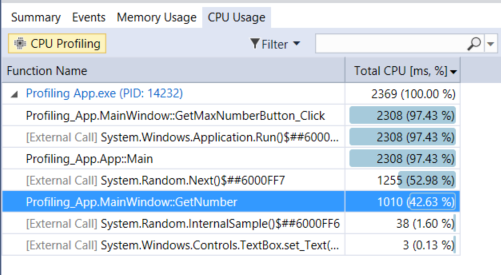 Summary Events Memory Usage CPU Usage
CPU Profiling Filter
Function Name Total CPU [ms, %]
Profiling App.exe (PID: 14232) 2369 (100.00 %)
Profiling_App.MainWindow::GetMaxNumberButton_Click 2308 (97.43 %)
[External Call] System.Windows.Application.Run()$##6000... 2308 (97.43 %)
Profiling_App.App::Main 2308 (97.43 %)
[External Call] System.Random.Next()$##6000FF7 1255 (52.98 %)
Profiling_App.MainWindow::GetNumber 1010 (42.63 %)
[External Call] System.Random.InternalSample()$##6000FF6 38 (1.60 %)
[External Call] System.Windows.Controls.TextBox.set_Text(... 3 (0.13 %)